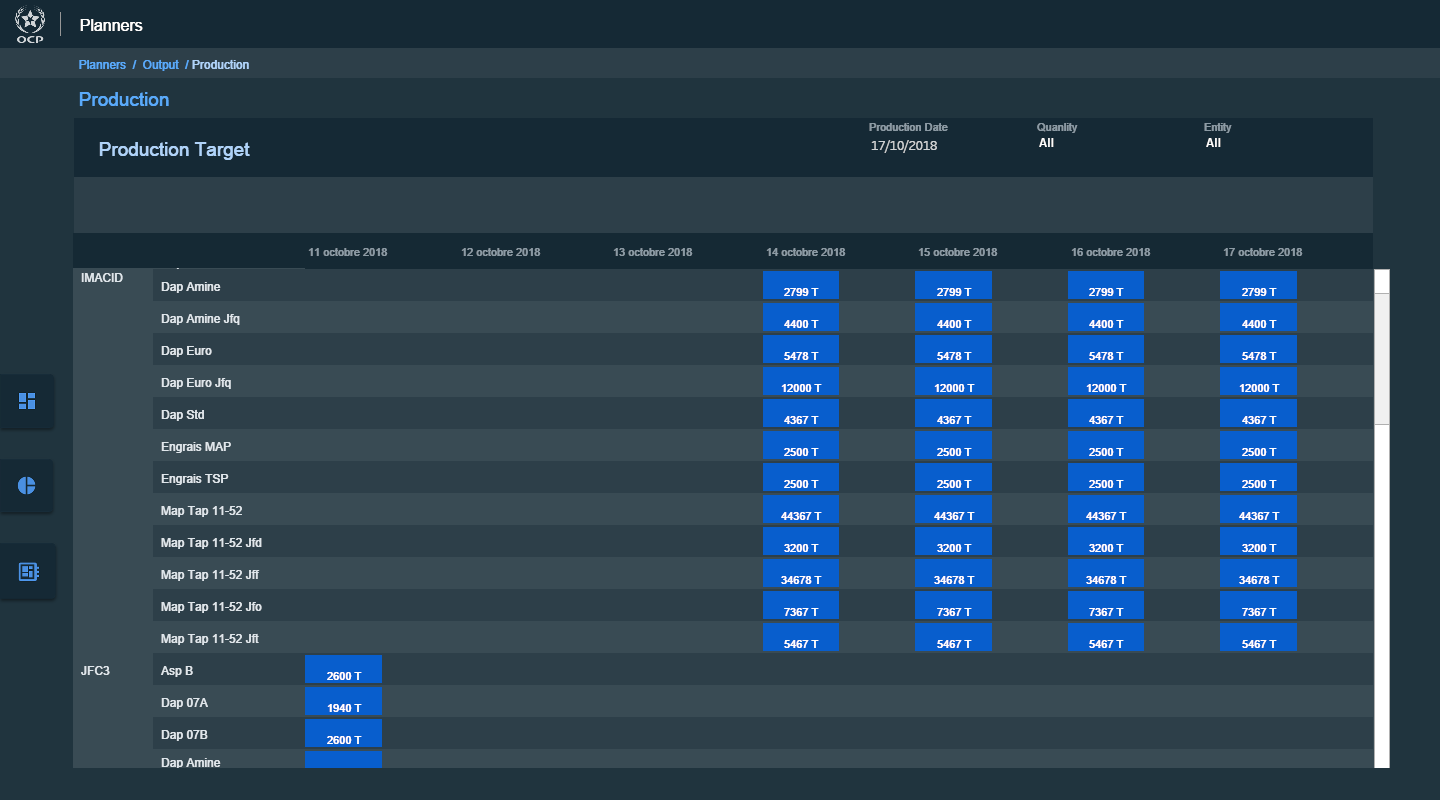 OCP
Planners
Planners / Output / Production
Production
Production Target
Production Date
17/10/2018
Quanlity
All
Entity
All
11 octobre 2018 12 octobre 2018 13 octobre 2018 14 octobre 2018 15 octobre 2018 16 octobre 2018 17 octobre 2018
IMACID
Dap Amine 2799 T 2799 T 2799 T 2799 T
Dap Amine Jfq 4400 T 4400 T 4400 T 4400 T
Dap Euro 5478 T 5478 T 5478 T 5478 T
Dap Euro Jfq 12000 T 12000 T 12000 T 12000 T
Dap Std 4367 T 4367 T 4367 T 4367 T
Engrais MAP 2500 T 2500 T 2500 T 2500 T
Engrais TSP 2500 T 2500 T 2500 T 2500 T
Map Tap 11-52 44367 T 44367 T 44367 T 44367 T
Map Tap 11-52 Jfd 3200 T 3200 T 3200 T 3200 T
Map Tap 11-52 Jff 34678 T 34678 T 34678 T 34678 T
Map Tap 11-52 Jfo 7367 T 7367 T 7367 T 7367 T
Map Tap 11-52 Jft 5467 T 5467 T 5467 T 5467 T
JFC3 Asp B 2600 T
Dap 07A 1940 T
Dap 07B 2600 T
Dap Amine